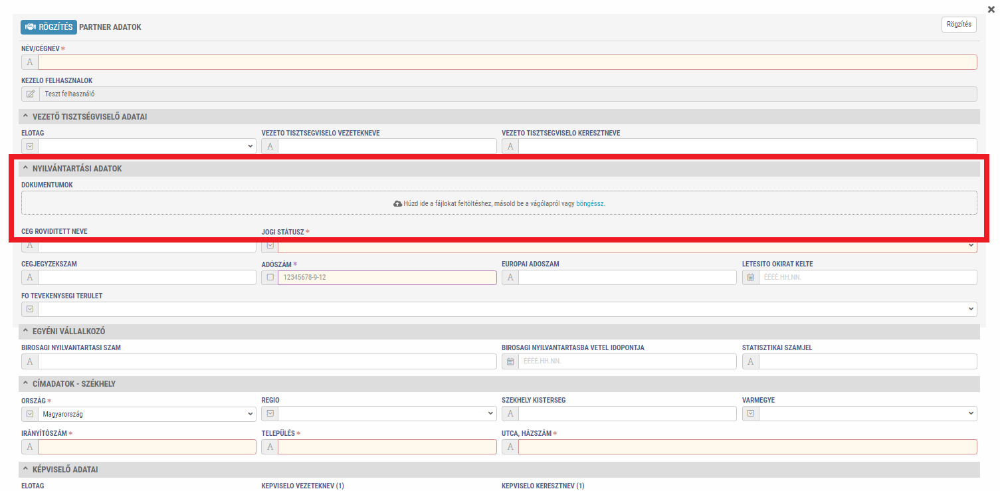 ×
RÖGZÍTÉS PARTNER ADATOK
Rögzítés
NÉV/CÉGNÉV *
A
KEZELO FELHASZNALOK
Teszt felhasználó
VEZETŐ TISZTSÉGVISELŐ ADATAI
ELOTAG VEZETO TISZTSEGVISELO VEZETEKNEVE VEZETO TISZTSEGVISELO KERESZTNEVE
A A
NYILVÁNTARTÁSI ADATOK
DOKUMENTUMOK
Húzd ide a fájlokat feltöltéshez, másold be a vágólapról vagy böngéssz.
CEG ROVIDITETT NEVE JOGI STÁTUSZ *
A
CEGJEGYZEKSZAM ADÓSZÁM * EUROPAI ADOSZAM LETESITO OKIRAT KELTE
A 12345678-9-12 A ÉÉÉÉ.HH.NN.
FO TEVEKENYSEGI TERULET
EGYÉNI VÁLLALKOZÓ
BIROSAGI NYILVANTARTASI SZAM BIROSAGI NYILVANTARTASBA VETEL IDOPONTJA STATISZTIKAI SZAMJEL
A ÉÉÉÉ.HH.NN. A
CÍMADATOK - SZÉKHELY
ORSZÁG * REGIO SZEKHELY KISTERSEG VARMEGYE
Magyarország A
IRÁNYÍTÓSZÁM * TELEPÜLÉS * UTCA, HÁZSZÁM *
A A A
KÉPVISELŐ ADATAI
ELOTAG KEPVISELO VEZETEKNEV (1) KEPVISELO KERESZTNEV (1)